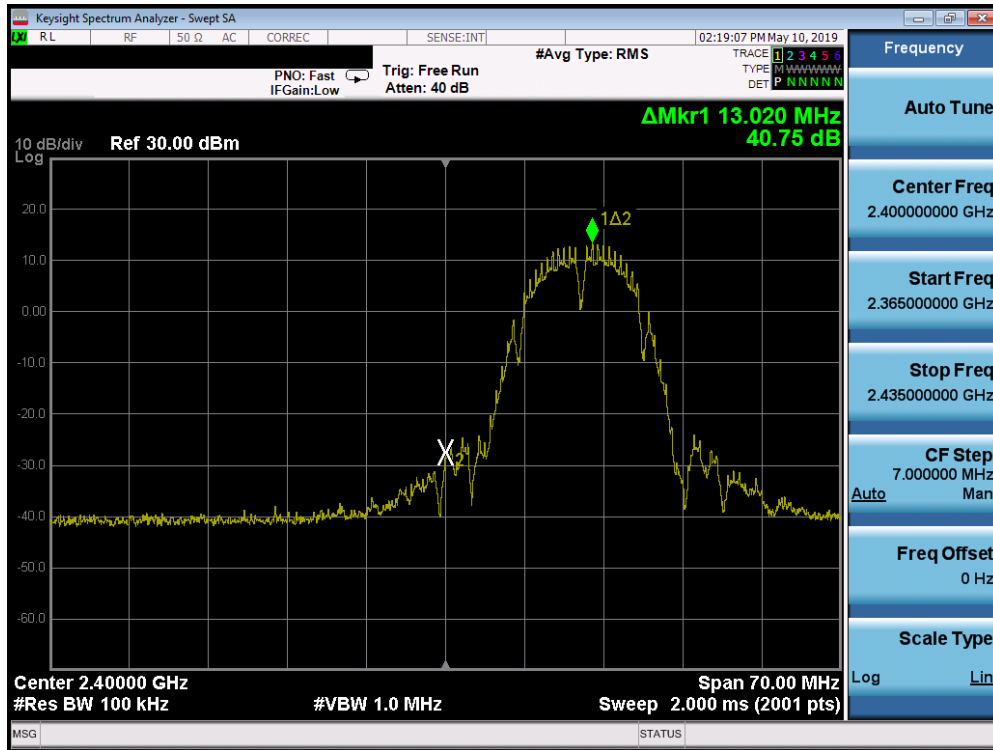 Keysight Spectrum Analyzer - Swept SA
LXI RL RF 50 Ω AC CORREC SENSE:INT 02:19:07 PM May 10, 2019
#Avg Type: RMS
TRACE 1 2 3 4 5 6
TYPE M W W W W W
DET P N N N N N
PNO: Fast
IFGain:Low
Trig: Free Run
Atten: 40 dB
ΔMkr1 13.020 MHz
40.75 dB
10 dB/div
Log
Ref 30.00 dBm
20.0
10.0
0.00
-10.0
-20.0
-30.0
-40.0
-50.0
-60.0
1Δ2
X2
Center 2.40000 GHz
#Res BW 100 kHz
#VBW 1.0 MHz
Span 70.00 MHz
Sweep 2.000 ms (2001 pts)
MSG
STATUS
Frequency
Auto Tune
Center Freq
2.400000000 GHz
Start Freq
2.365000000 GHz
Stop Freq
2.435000000 GHz
CF Step
7.000000 MHz
Auto Man
Freq Offset
0 Hz
Scale Type
Log Lin